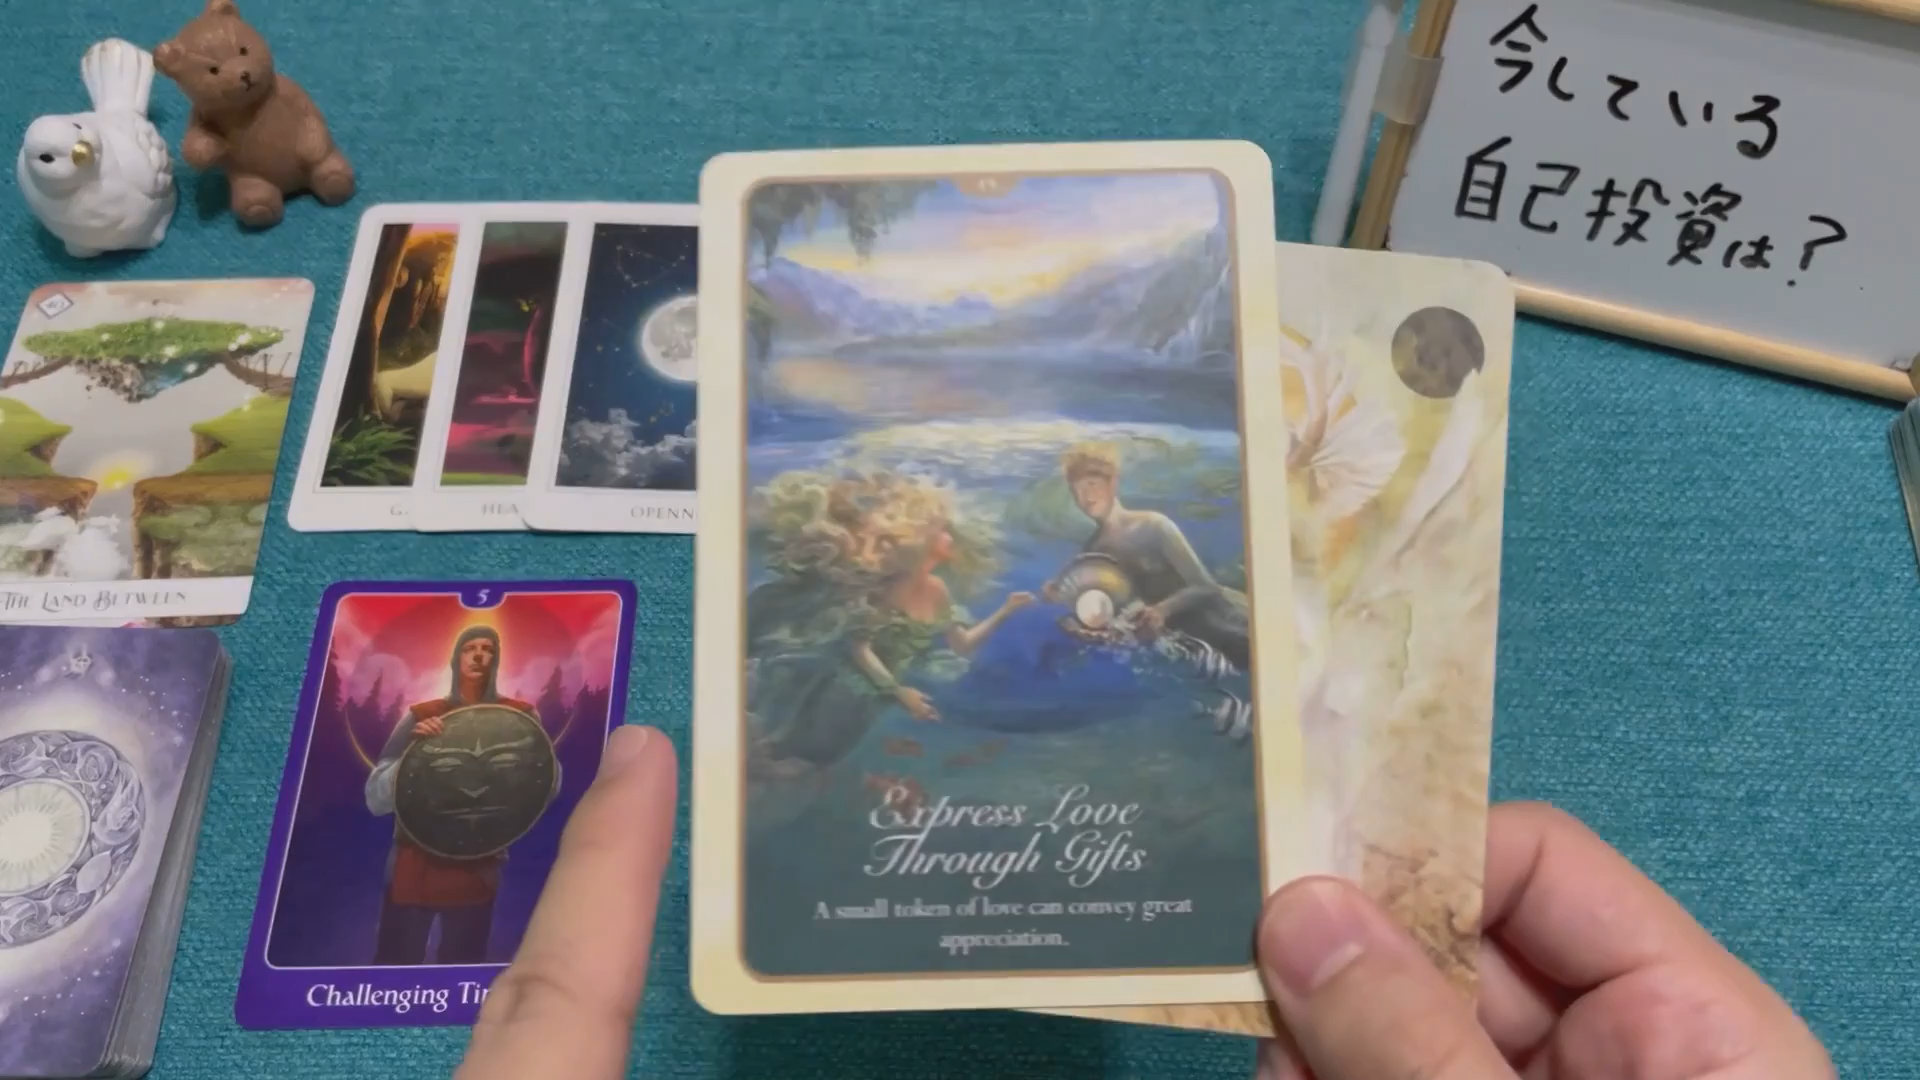 今している
自己投資は?
THE LAND BETWEEN
OPENN
5
Challenging
Express Love
Through Gifts
A small token of love can convey great
appreciation.